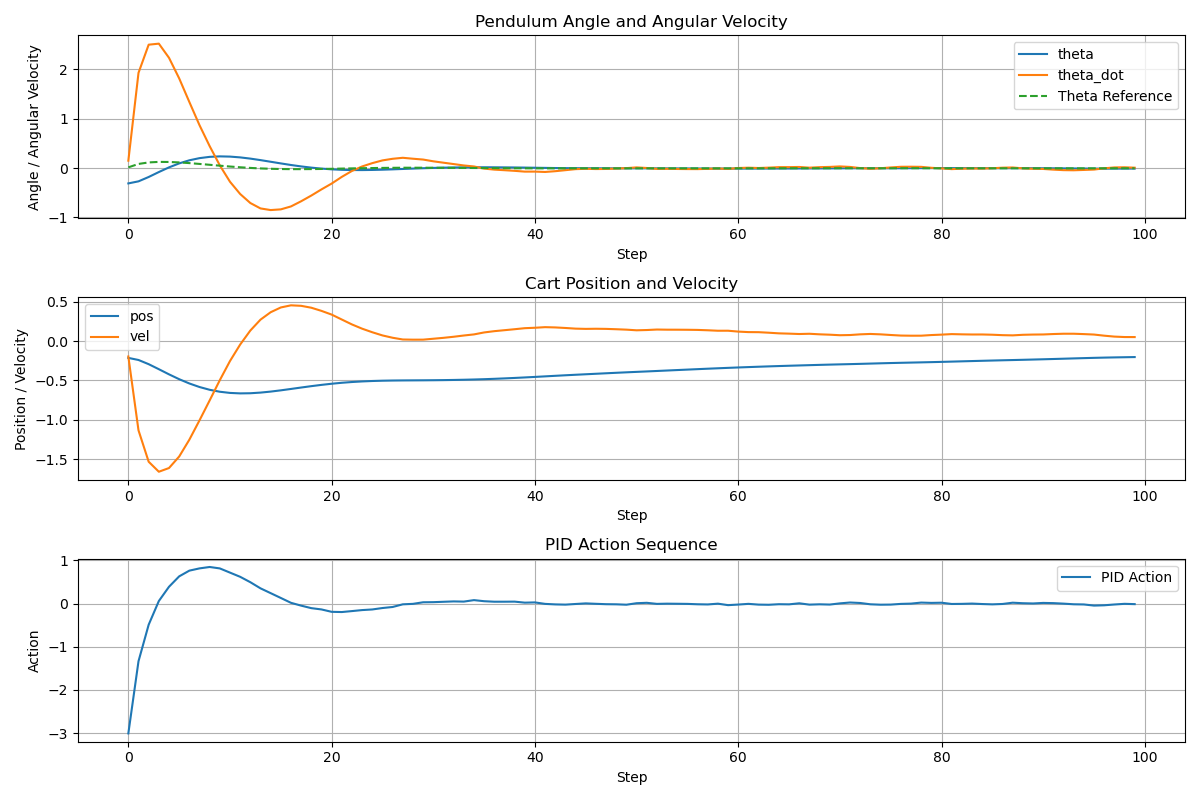 Pendulum Angle and Angular Velocity
Angle / Angular Velocity
2
1
0
−1
theta
theta_dot
Theta Reference
0 20 40 60 80 100
Step
Cart Position and Velocity
Position / Velocity
0.5
0.0
−0.5
−1.0
−1.5
pos
vel
0 20 40 60 80 100
Step
PID Action Sequence
Action
1
0
−1
−2
−3
PID Action
0 20 40 60 80 100
Step